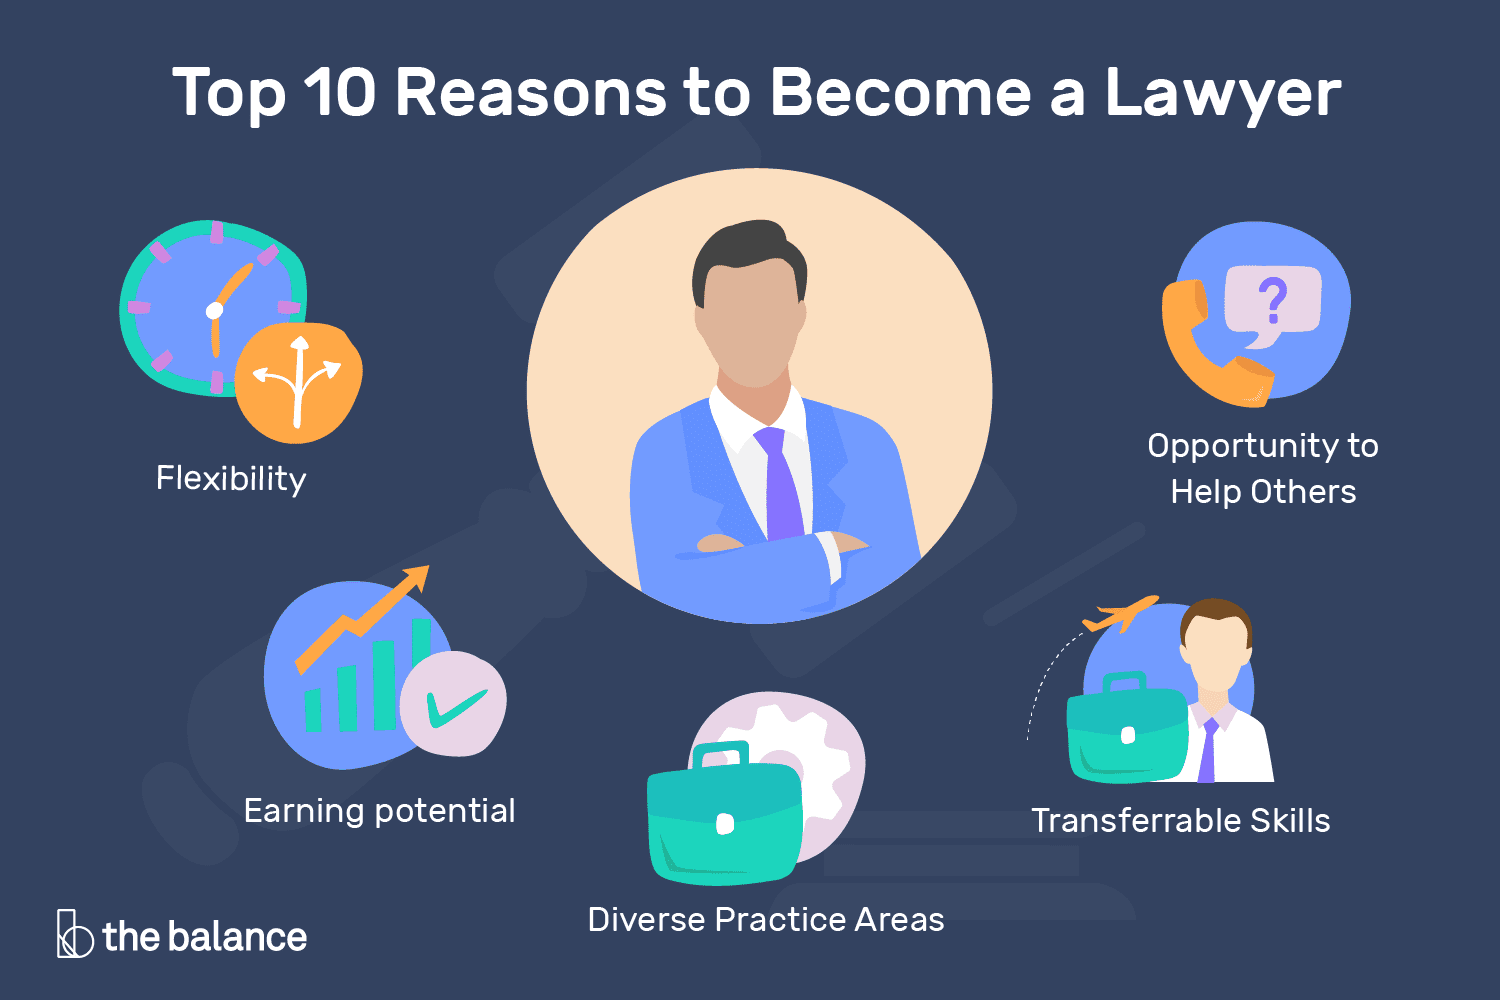 Top 10 Reasons to Become a Lawyer
?
Flexibility
Opportunity to
Help Others
Earning potential
Transferrable Skills
Diverse Practice Areas
the balance